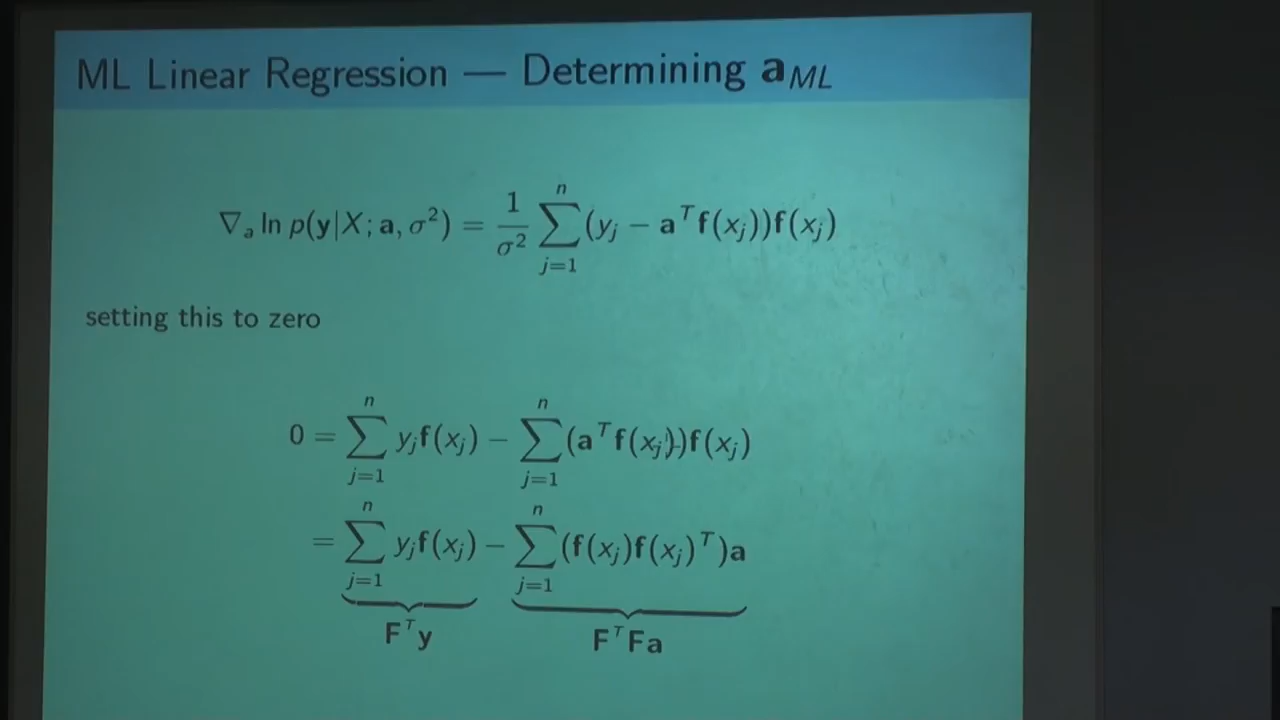 ML Linear Regression — Determining a_ML
∇_a ln p(y|X; a, σ²) = 1/σ² ∑_{j=1}^{n} (y_j − a^T f(x_j))f(x_j)
setting this to zero
0 = ∑_{j=1}^{n} y_j f(x_j) − ∑_{j=1}^{n} (a^T f(x_j))f(x_j)
= ∑_{j=1}^{n} y_j f(x_j) − ∑_{j=1}^{n} (f(x_j)f(x_j)^T)a
F^T y F^T Fa